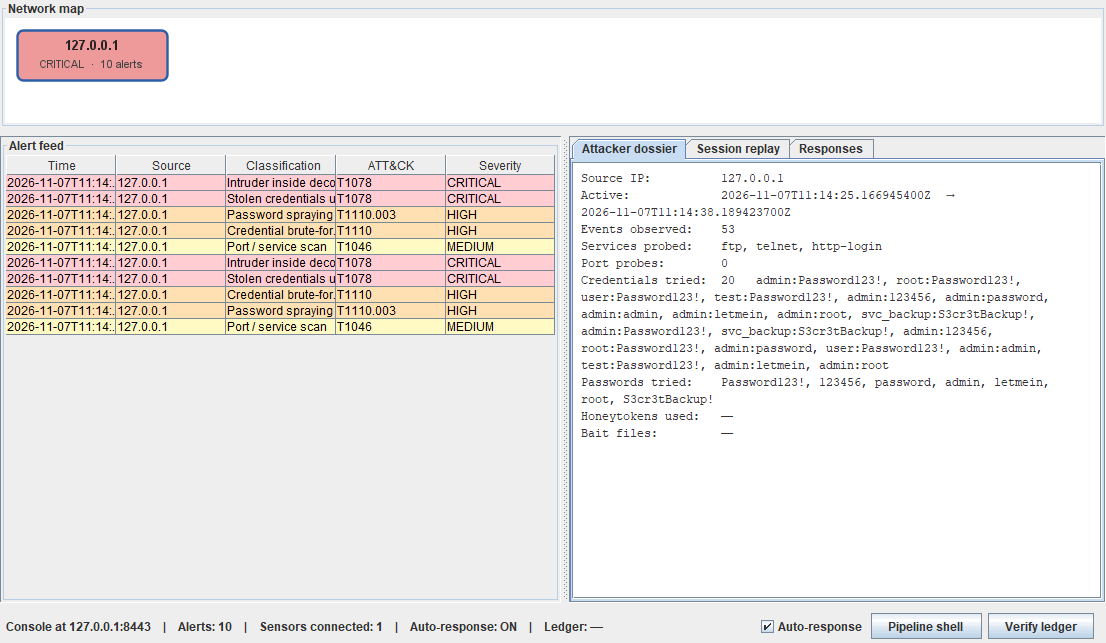 Network map
127.0.0.1
CRITICAL · 10 alerts
Alert feed
Time Source Classification ATT&CK Severity
2026-11-07T11:14:. 127.0.0.1 Intruder inside deco T1078 CRITICAL
2026-11-07T11:14:. 127.0.0.1 Stolen credentials u T1078 CRITICAL
2026-11-07T11:14:. 127.0.0.1 Password spraying T1110.003 HIGH
2026-11-07T11:14:. 127.0.0.1 Credential brute-for. T1110 HIGH
2026-11-07T11:14:. 127.0.0.1 Port / service scan T1046 MEDIUM
2026-11-07T11:14:. 127.0.0.1 Intruder inside deco T1078 CRITICAL
2026-11-07T11:14:. 127.0.0.1 Stolen credentials u T1078 CRITICAL
2026-11-07T11:14:. 127.0.0.1 Credential brute-for. T1110 HIGH
2026-11-07T11:14:. 127.0.0.1 Password spraying T1110.003 HIGH
2026-11-07T11:14:. 127.0.0.1 Port / service scan T1046 MEDIUM
Attacker dossier Session replay Responses
Source IP: 127.0.0.1
Active: 2026-11-07T11:14:25.166945400Z →
2026-11-07T11:14:38.189423700Z
Events observed: 53
Services probed: ftp, telnet, http-login
Port probes: 0
Credentials tried: 20 admin:Password123!, root:Password123!,
user:Password123!, test:Password123!, admin:123456, admin:password,
admin:admin, admin:letmein, admin:root, svc_backup:S3cr3tBackup!,
admin:Password123!, svc_backup:S3cr3tBackup!, admin:123456,
root:Password123!, admin:password, user:Password123!, admin:admin,
test:Password123!, admin:letmein, admin:root
Passwords tried: Password123!, 123456, password, admin, letmein,
root, S3cr3tBackup!
Honeytokens used: —
Bait files: —
Console at 127.0.0.1:8443 | Alerts: 10 | Sensors connected: 1 | Auto-response: ON | Ledger: — Auto-response Pipeline shell Verify ledger